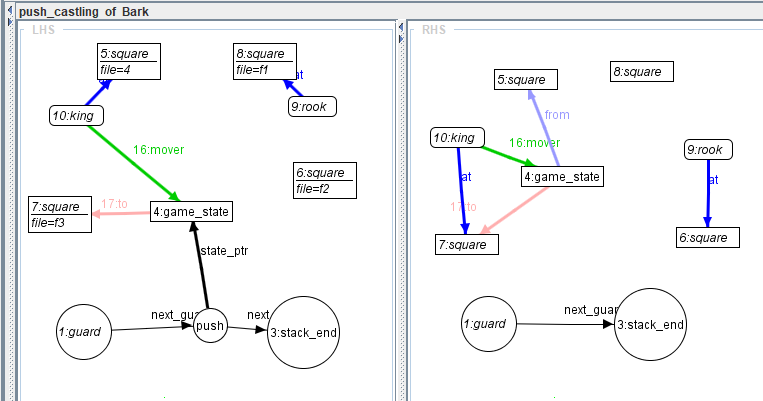 push_castling of Bark
LHS
5:square
file=4
8:square
file=f1
at
10:king
9:rook
16:mover
6:square
file=f2
7:square
file=f3
17:to
4:game_state
state_ptr
next_gua
next
1:guard
push
3:stack_end
RHS
5:square
8:square
from
10:king
16:mover
9:rook
at
4:game_state
at
17:to
7:square
6:square
next_guar
1:guard
3:stack_end